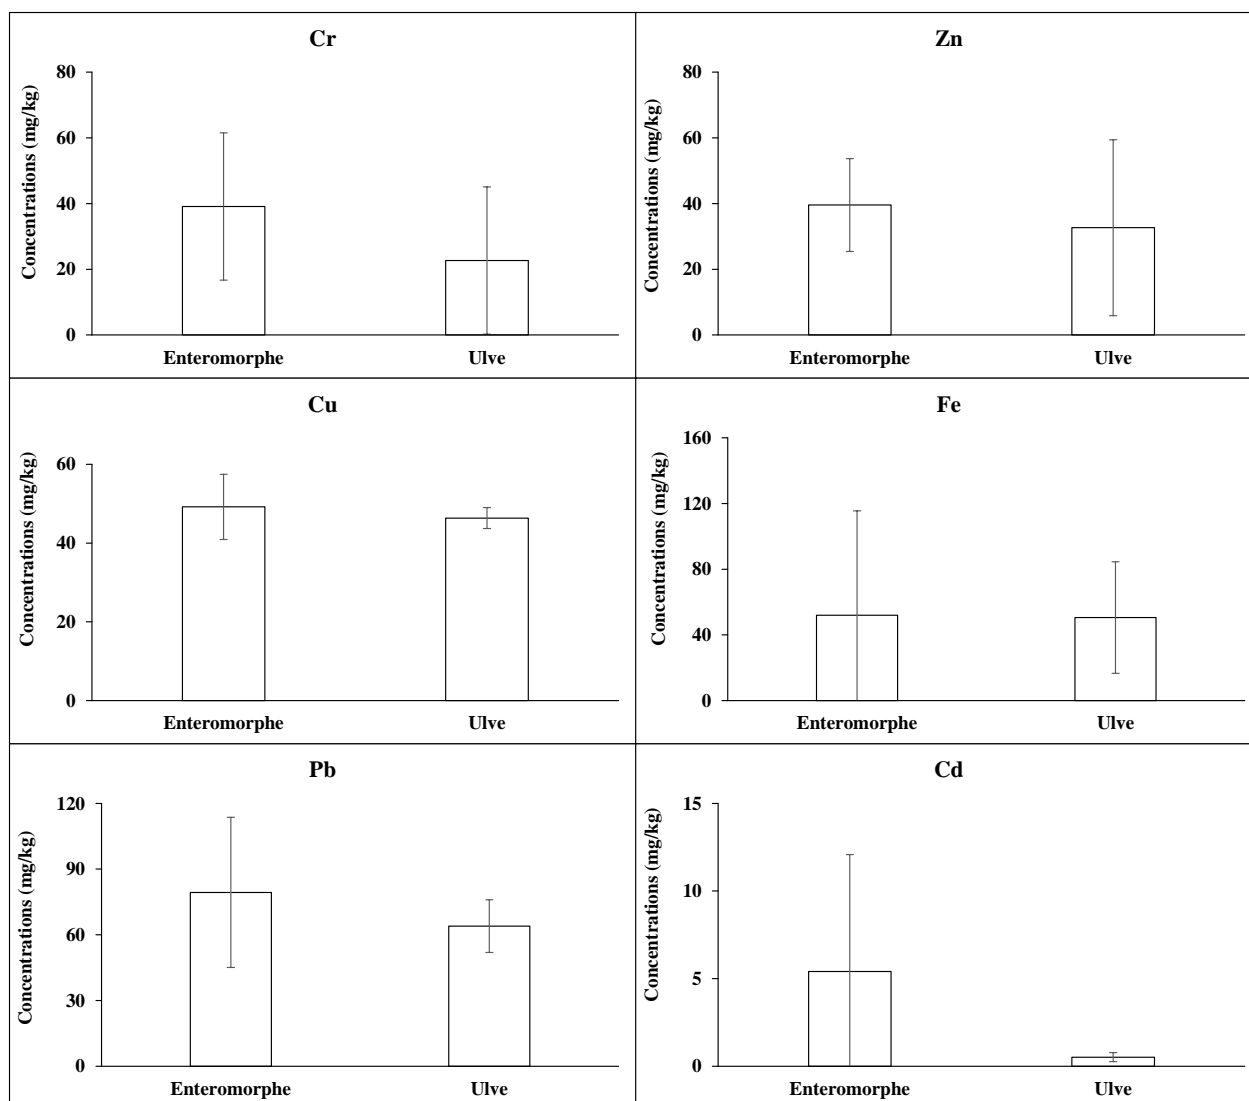 Cr
Concentrations (mg/kg)
80
60
40
20
0
Enteromorphe Ulve
Zn
Concentrations (mg/kg)
80
60
40
20
0
Enteromorphe Ulve
Cu
Concentrations (mg/kg)
60
40
20
0
Enteromorphe Ulve
Fe
Concentrations (mg/kg)
160
120
80
40
0
Enteromorphe Ulve
Pb
Concentrations (mg/kg)
120
90
60
30
0
Enteromorphe Ulve
Cd
Concentrations (mg/kg)
15
10
5
0
Enteromorphe Ulve